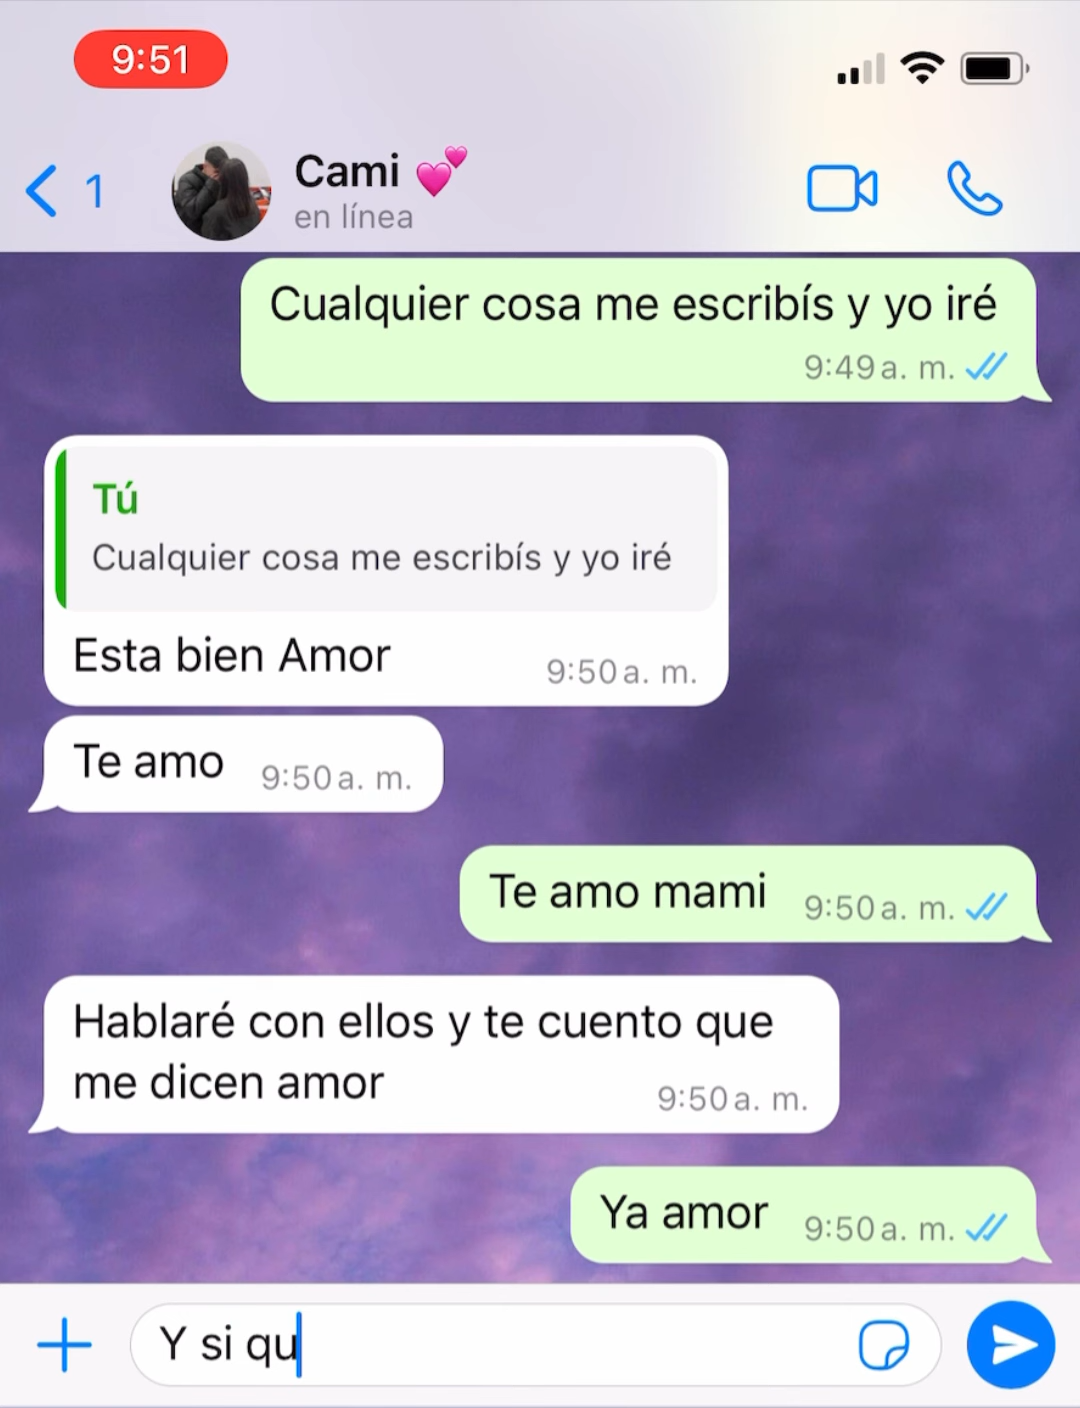 9:51
1
Cami 💕
en línea
Cualquier cosa me escribís y yo iré
9:49 a. m.
Tú
Cualquier cosa me escribís y yo iré
Esta bien Amor
9:50 a. m.
Te amo
9:50 a. m.
Te amo mami
9:50 a. m.
Hablaré con ellos y te cuento que
me dicen amor
9:50 a. m.
Ya amor
9:50 a. m.
Y si qu